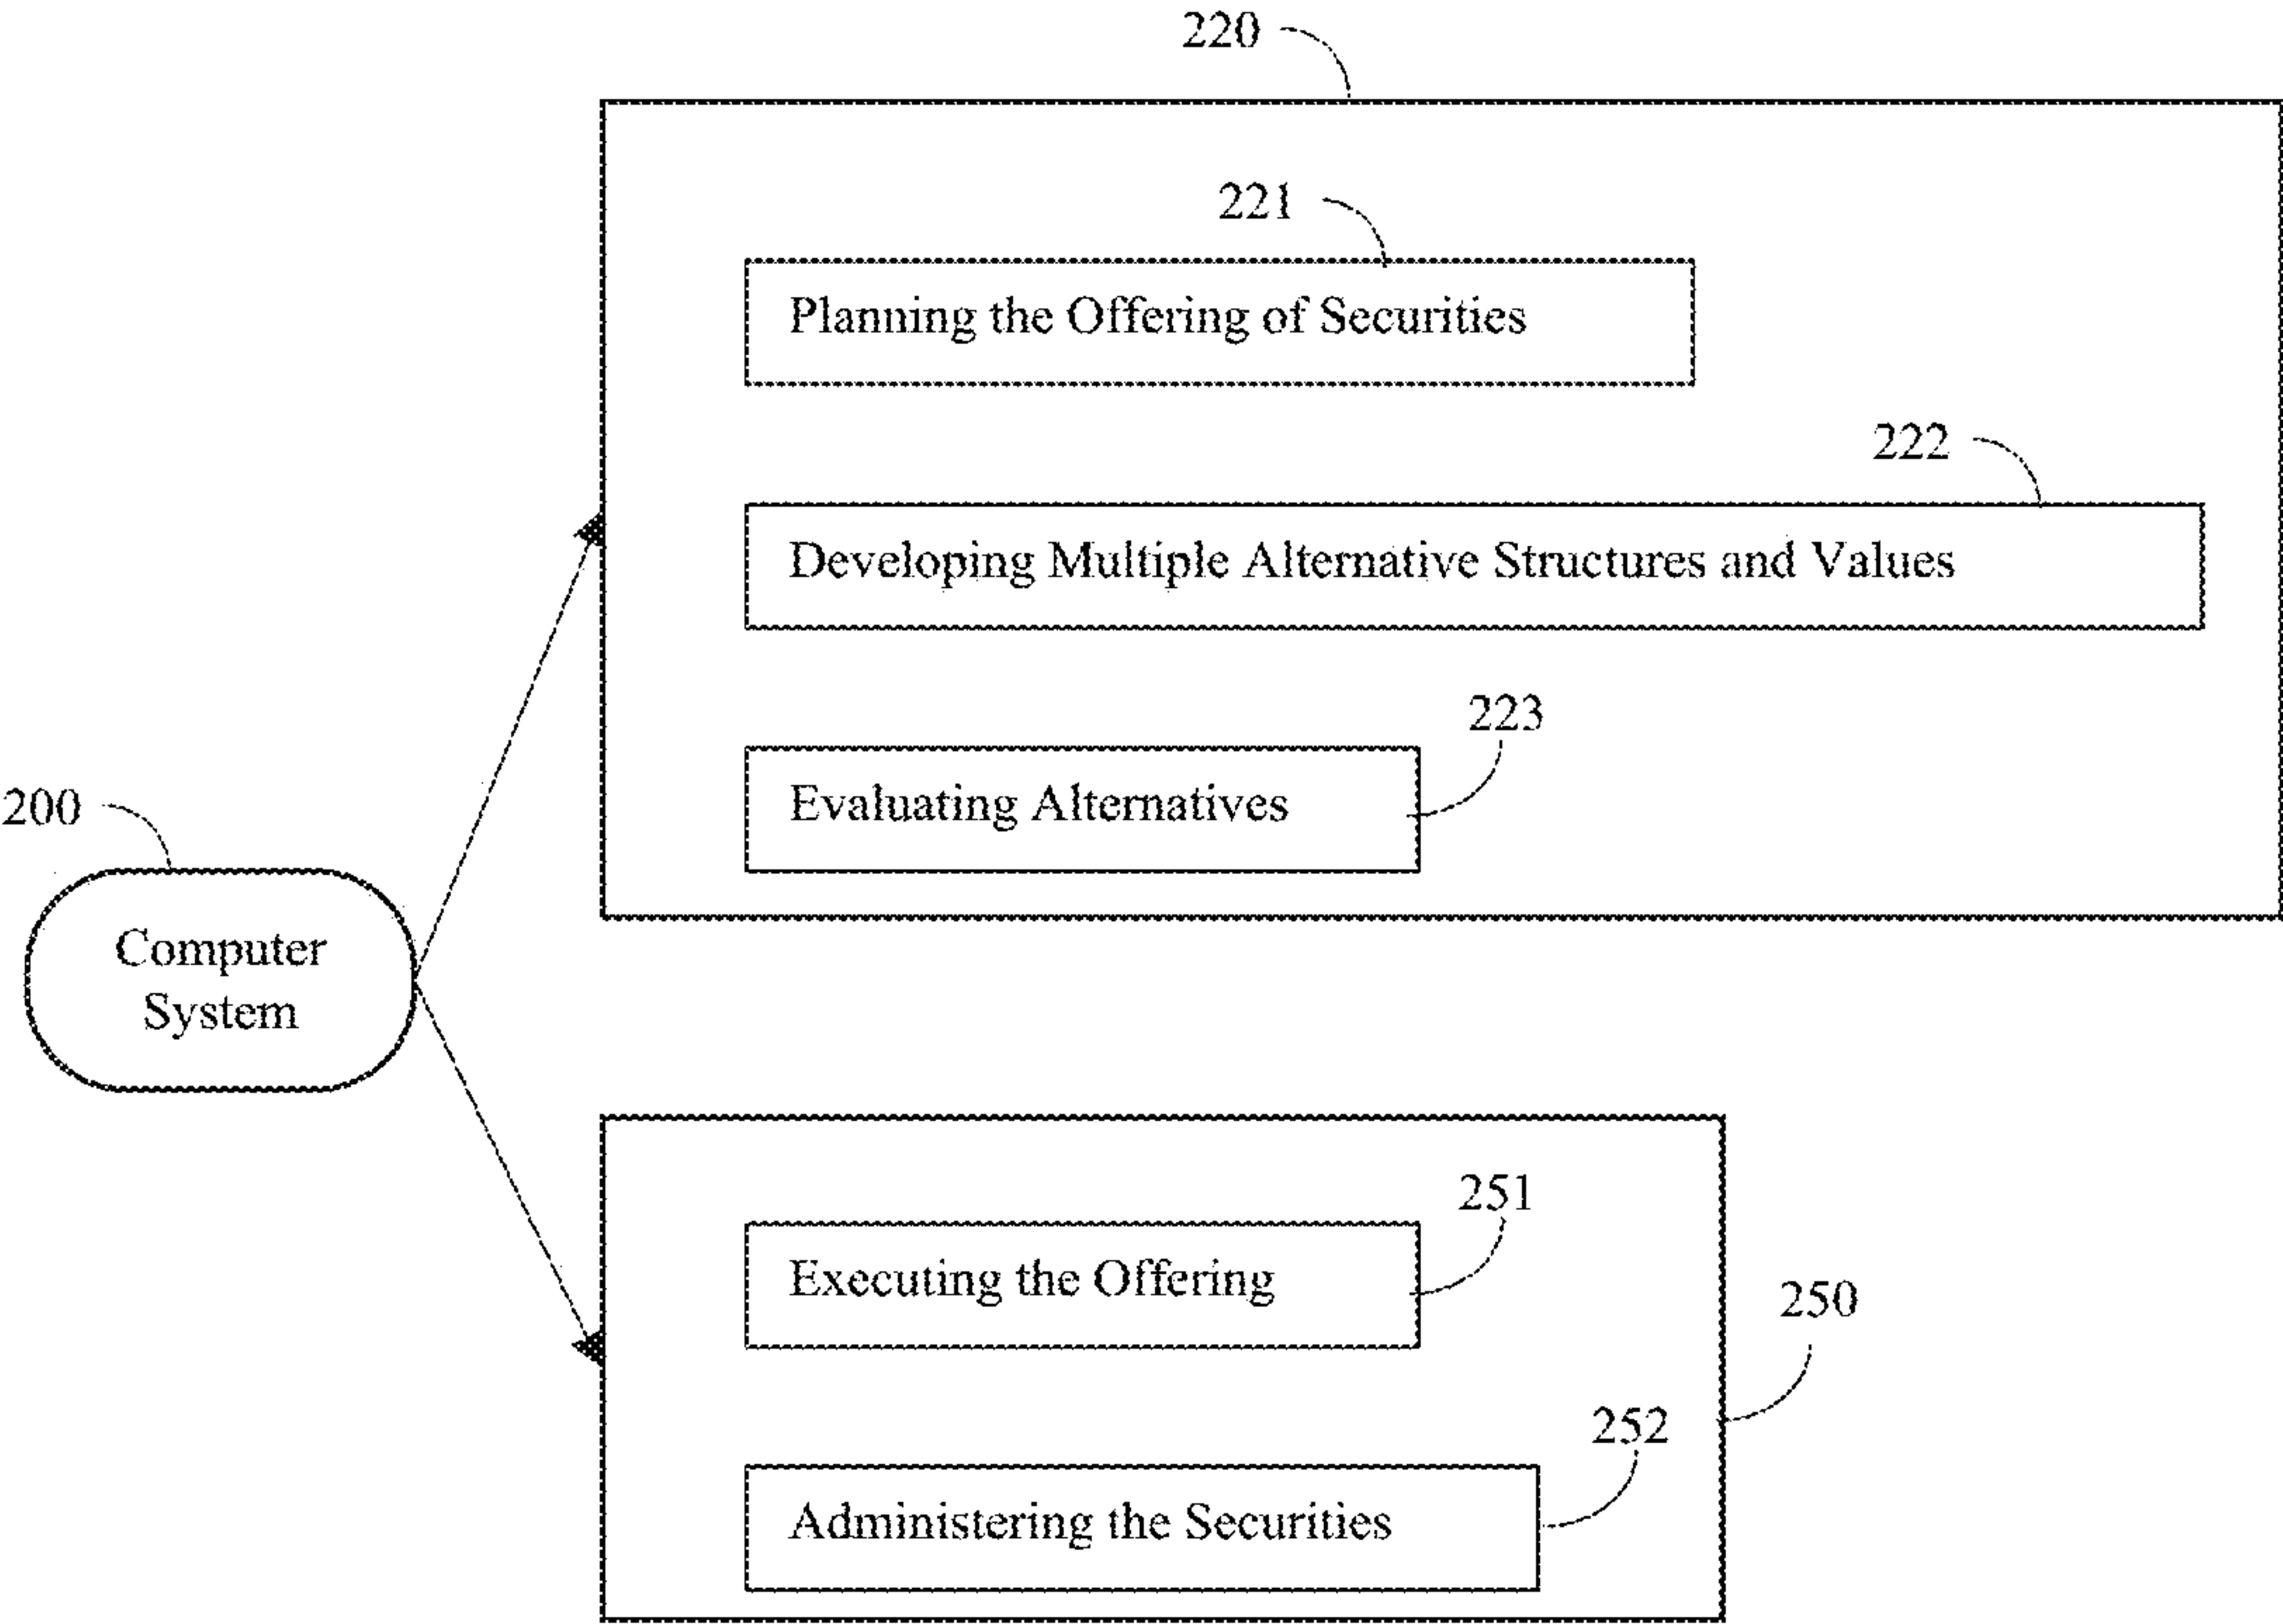 220
221
Planning the Offering of Securities
222
Developing Multiple Alternative Structures and Values
223
Evaluating Alternatives
200
Computer
System
251
Executing the Offering
250
252
Administering the Securities